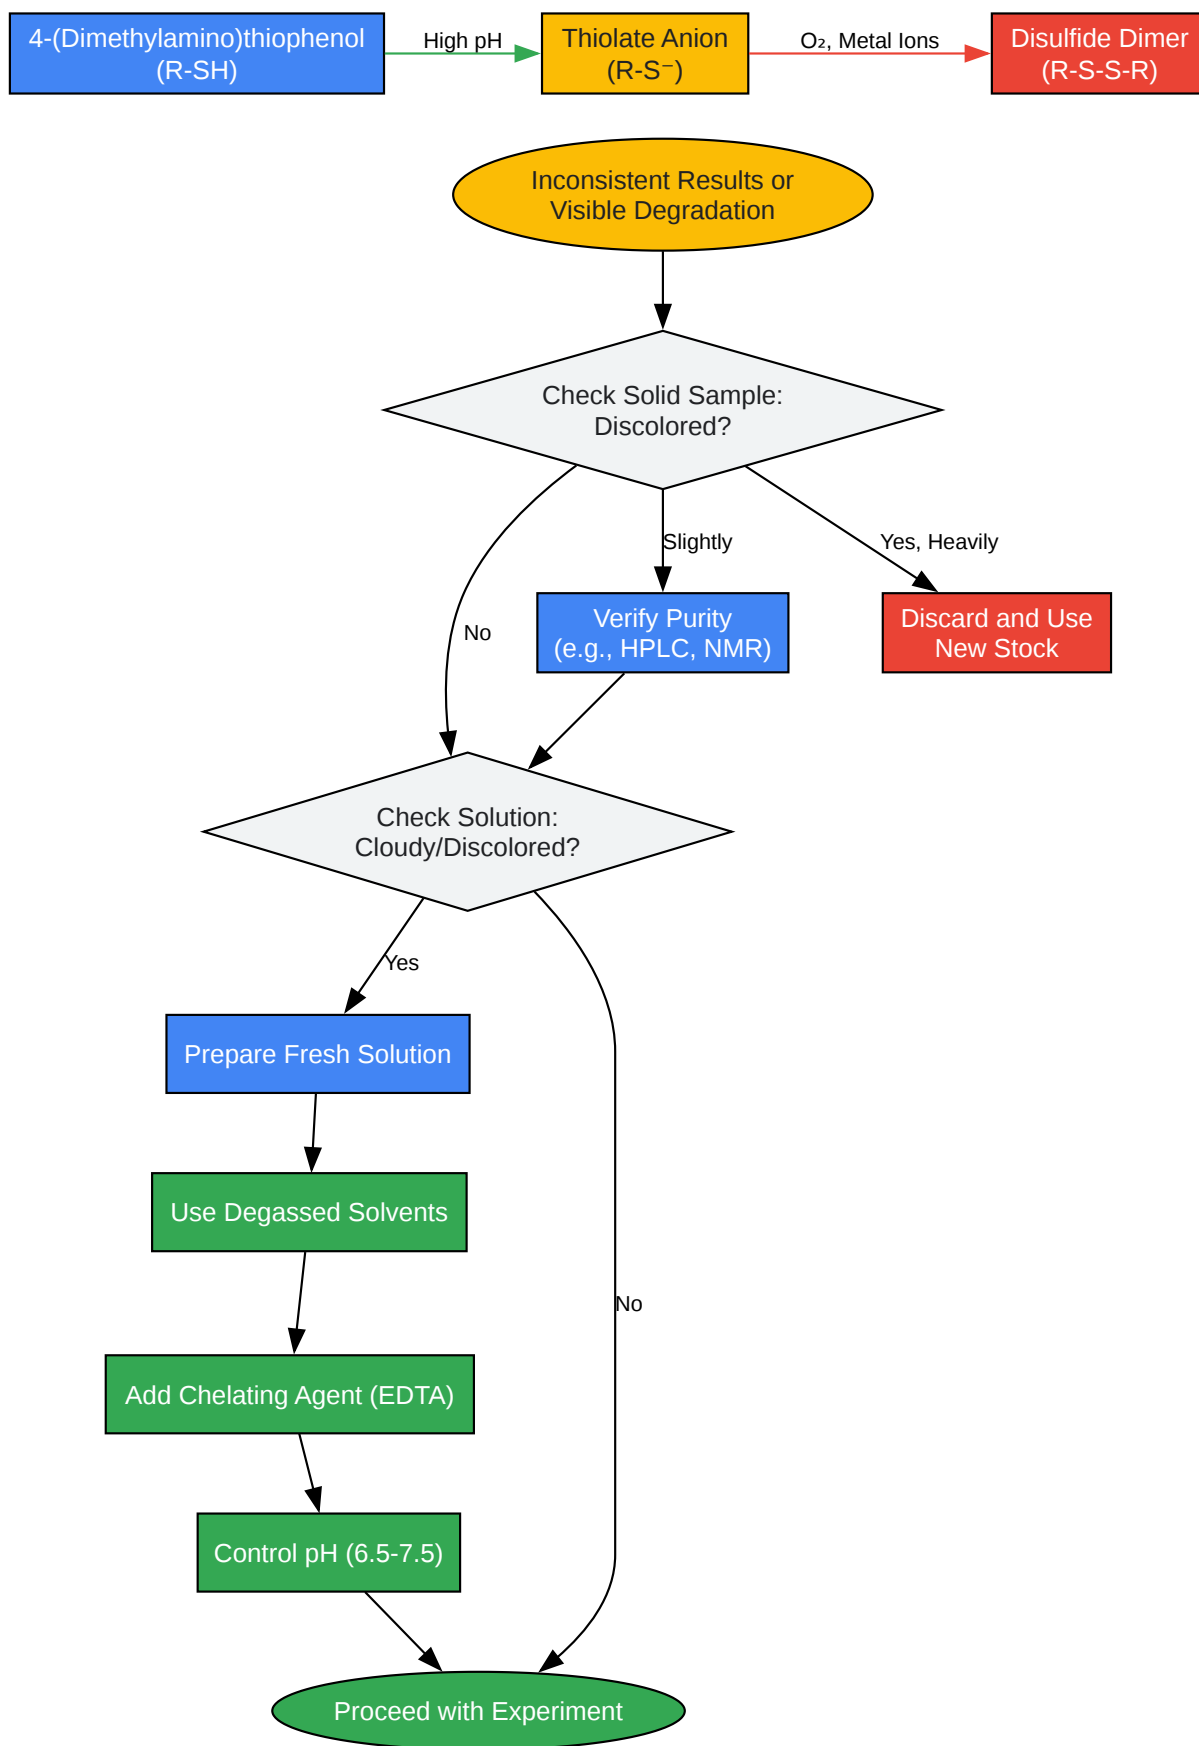 4-(Dimethylamino)thiophenol
(R-SH)
High pH
Thiolate Anion
(R-S⁻)
O₂, Metal Ions
Disulfide Dimer
(R-S-S-R)
Inconsistent Results or
Visible Degradation
Check Solid Sample:
Discolored?
Slightly
Yes, Heavily
No
Verify Purity
(e.g., HPLC, NMR)
Discard and Use
New Stock
Check Solution:
Cloudy/Discolored?
Yes
Prepare Fresh Solution
Use Degassed Solvents
No
Add Chelating Agent (EDTA)
Control pH (6.5-7.5)
Proceed with Experiment